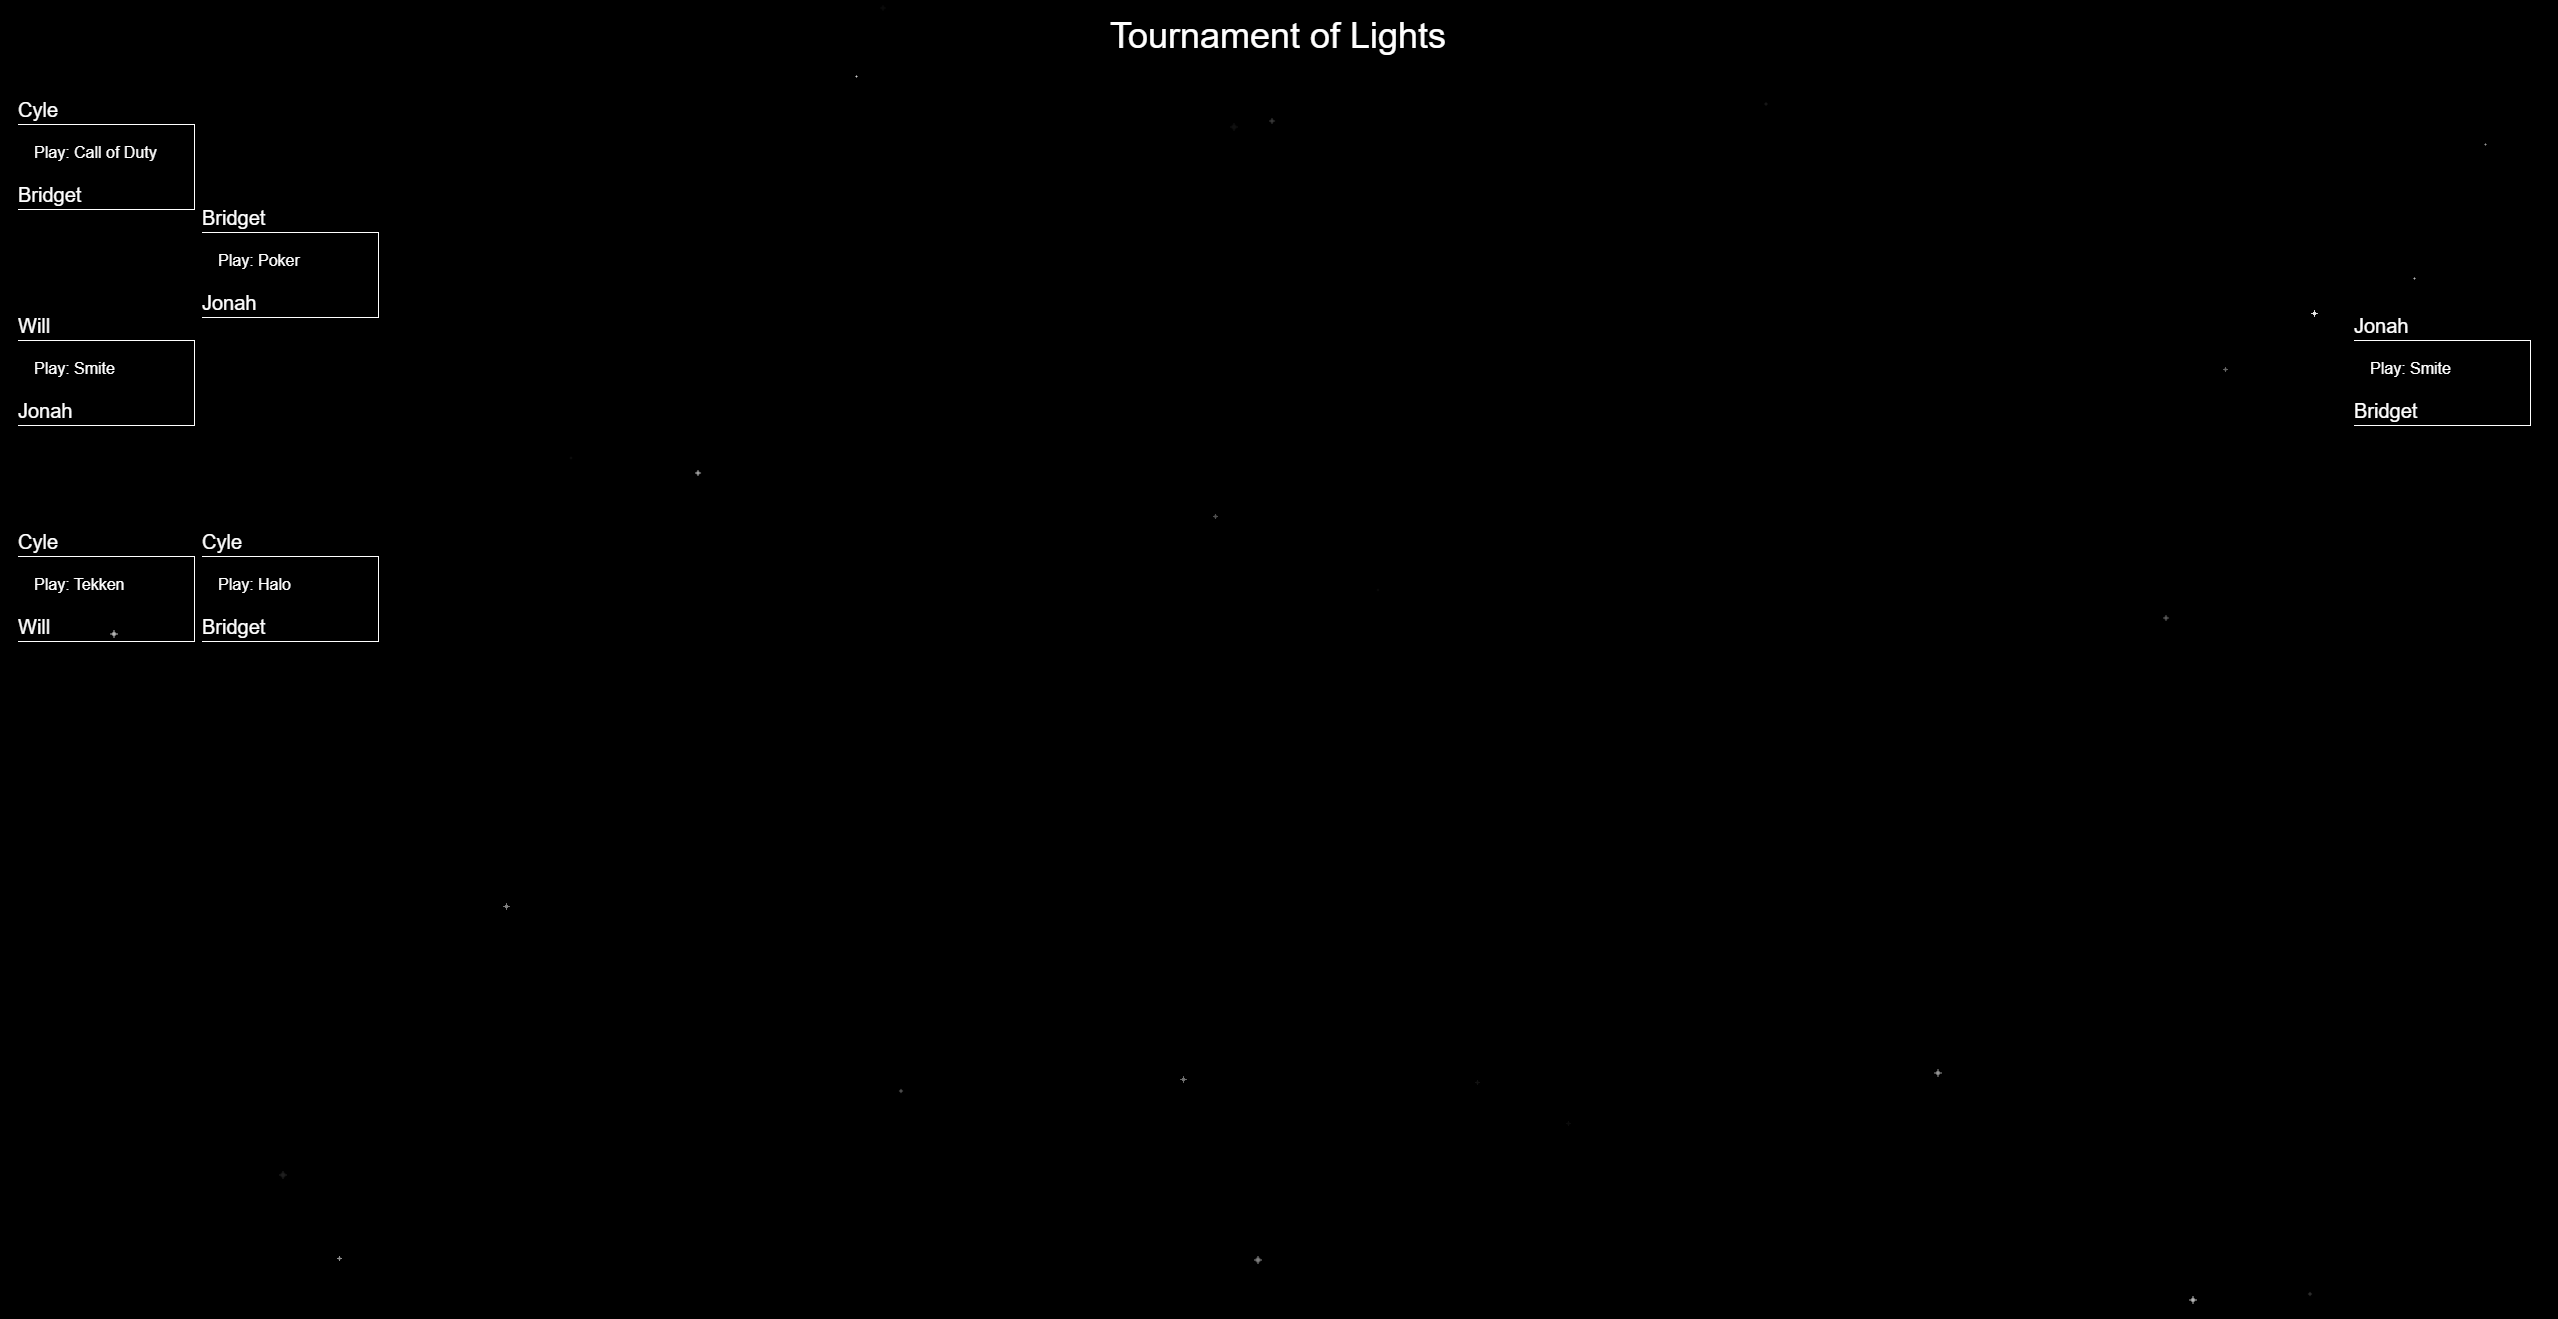 Tournament of Lights
Cyle
Play: Call of Duty
Bridget
Bridget
Play: Poker
Jonah
Will
Play: Smite
Jonah
Jonah
Play: Smite
Bridget
Cyle
Play: Tekken
Will
Cyle
Play: Halo
Bridget